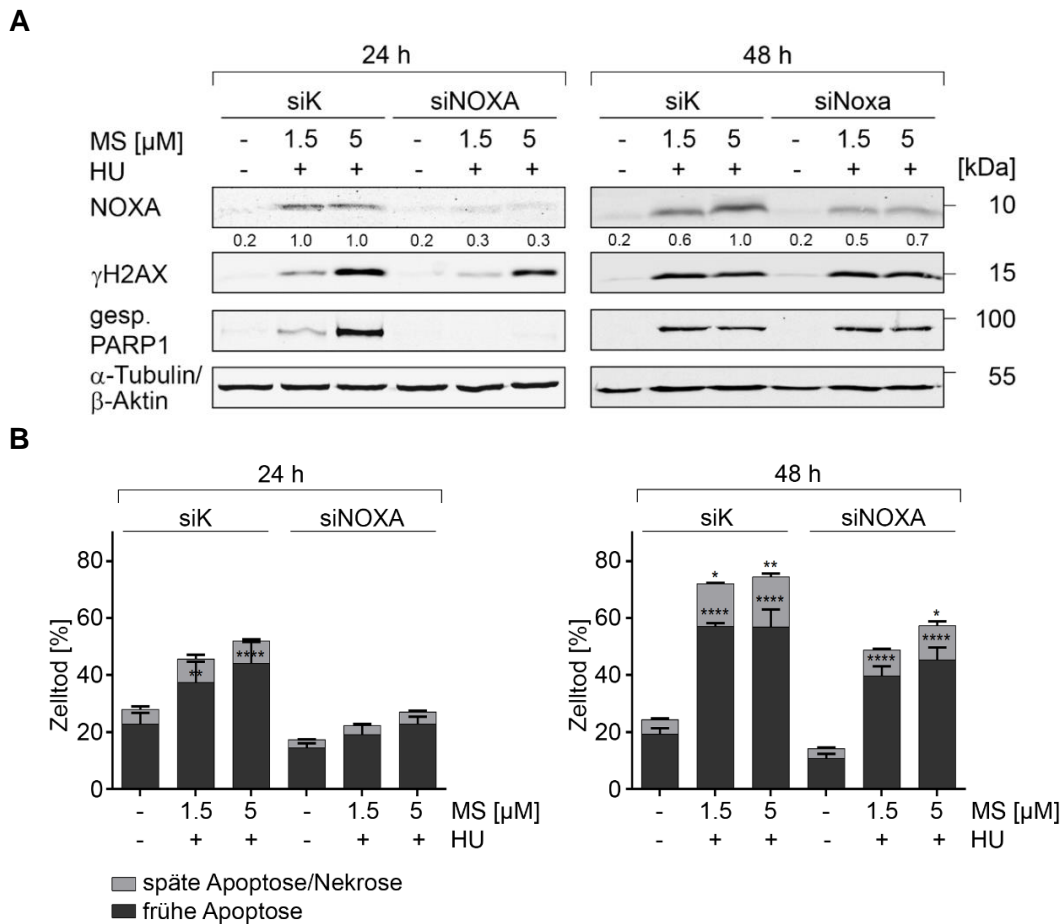 A
24 h 48 h
siK siNOXA siK siNoxa
MS [µM] - 1.5 5 - 1.5 5 - 1.5 5 - 1.5 5
HU - + + - + + - + + - + + [kDa]
NOXA 10
0.2 1.0 1.0 0.2 0.3 0.3 0.2 0.6 1.0 0.2 0.5 0.7
γH2AX 15
gesp.
PARP1 100
α-Tubulin/
β-Aktin 55
B
24 h
siK siNOXA
Zelltod [%]
80
60
40
20
0
** ****
- 1.5 5 - 1.5 5 MS [µM]
- + + - + + HU
48 h
siK siNOXA
Zelltod [%]
80
60
40
20
0
* ** *
**** **** **** ****
- 1.5 5 - 1.5 5 MS [µM]
- + + - + + HU
späte Apoptose/Nekrose
frühe Apoptose